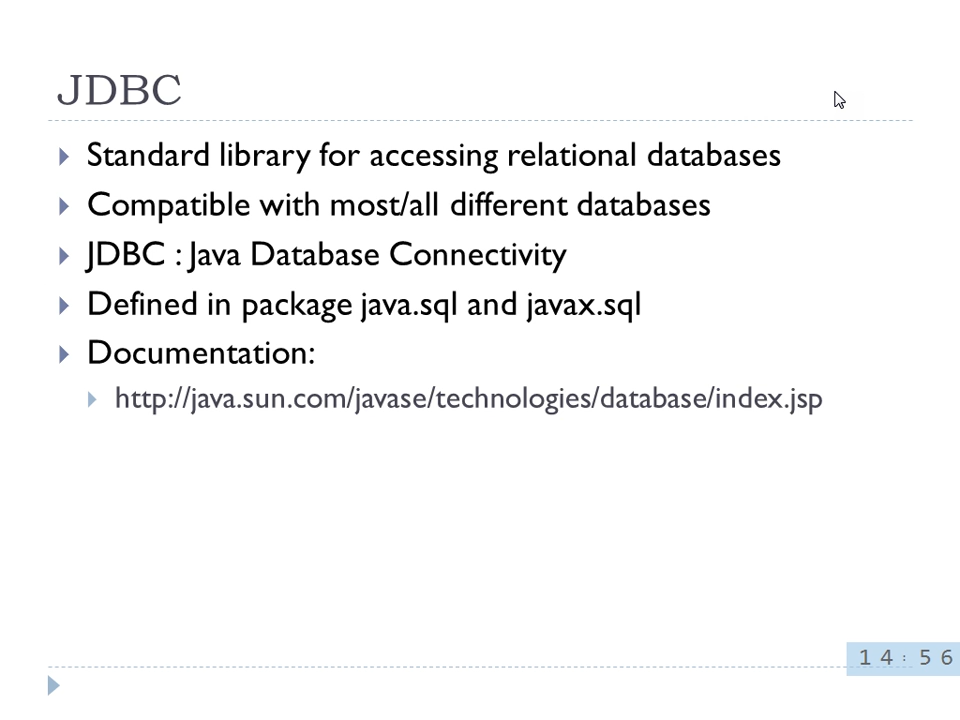 JDBC
Standard library for accessing relational databases
Compatible with most/all different databases
JDBC : Java Database Connectivity
Defined in package java.sql and javax.sql
Documentation:
http://java.sun.com/javase/technologies/database/index.jsp
14:56